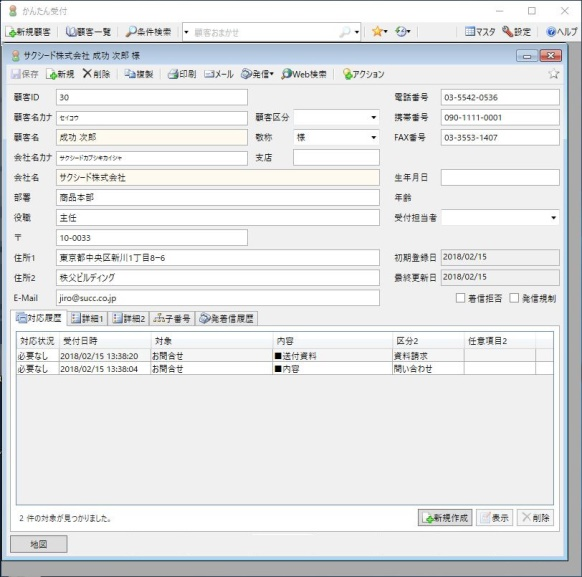 かんたん受付
新規顧客 顧客一覧 条件検索 顧客おまかせ マスタ 設定 ヘルプ
サクシード株式会社 成功 次郎 様
保存 新規 削除 複製 印刷 メール 発信 Web検索 アクション
顧客ID 30 電話番号 03-5542-0536
顧客名カナ セイコウ 顧客区分 携帯番号 090-1111-0001
顧客名 成功 次郎 敬称 様 FAX番号 03-3553-1407
会社名カナ サクシードカブシキカイシャ 支店
会社名 サクシード株式会社 生年月日
部署 商品本部 年齢
役職 主任 受付担当者
〒 10-0033
住所1 東京都中央区新川1丁目8-6 初期登録日 2018/02/15
住所2 秩父ビルディング 最終更新日 2018/02/15
E-Mail jiro@succ.co.jp 着信拒否 発信規制
対応履歴 詳細1 詳細2 子番号 発着信履歴
対応状況 受付日時 対象 内容 区分2 任意項目2
必要なし 2018/02/15 13:38:20 お問合せ ■送付資料 資料請求
必要なし 2018/02/15 13:38:04 お問合せ ■内容 問い合わせ
2 件の対象が見つかりました。 新規作成 表示 削除
地図